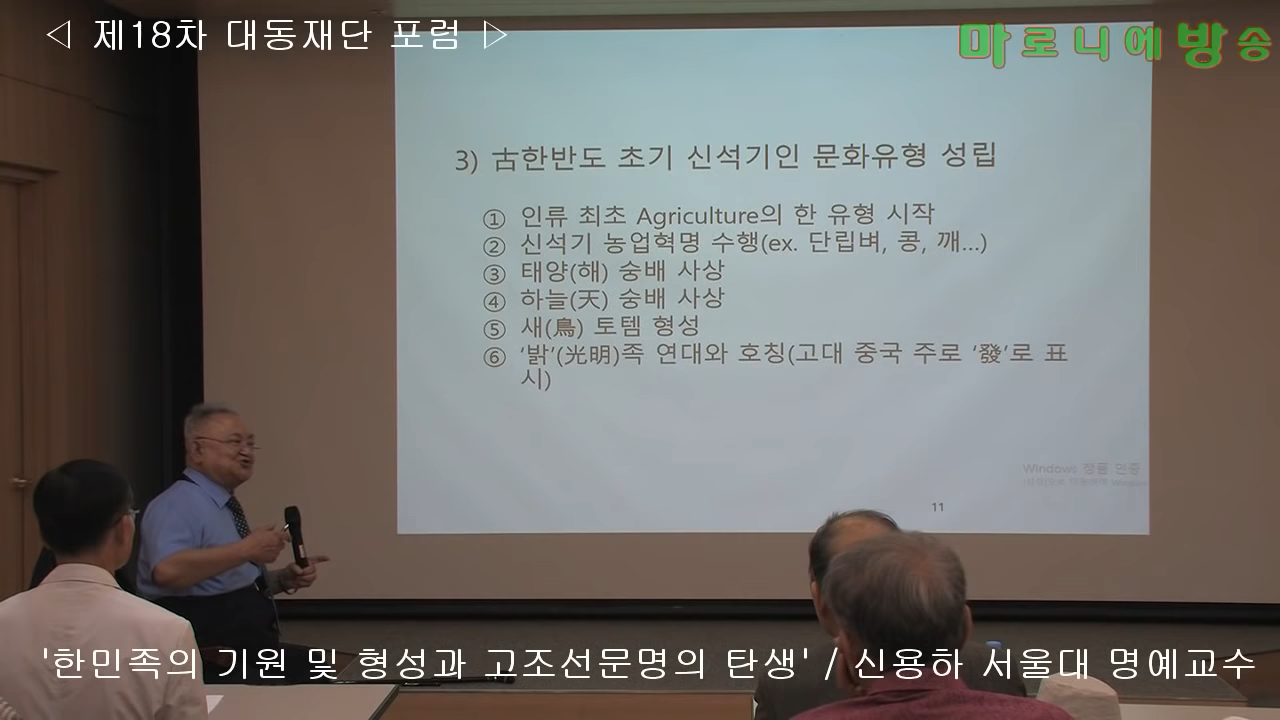 ◁ 제18차 대동재단 포럼 ▷
마로니에방송
3) 古한반도 초기 신석기인 문화유형 성립
① 인류 최초 Agriculture의 한 유형 시작
② 신석기 농업혁명 수행(ex. 단립벼, 콩, 깨...)
③ 태양(해) 숭배 사상
④ 하늘(天) 숭배 사상
⑤ 새(鳥) 토템 형성
⑥ ‘밝’(光明)족 연대와 호칭(고대 중국 주로 ‘發’로 표
시)
Windows 정품 인증
11
'한민족의 기원 및 형성과 고조선문명의 탄생' / 신용하 서울대 명예교수